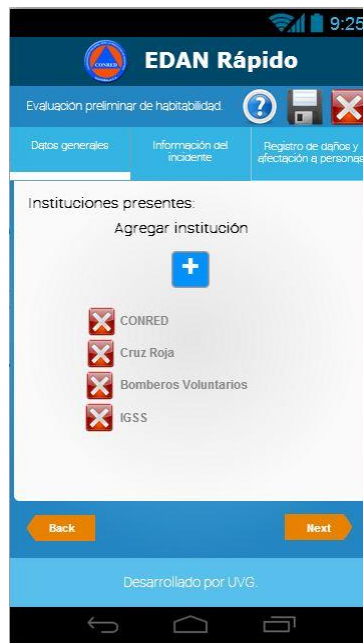 9:25
CONRED
EDAN Rápido
Evaluación preliminar de habitabilidad.
?
Datos generales
Información del
incidente
Registro de daños y
afectación a personas
Instituciones presentes:
Agregar institución
+
CONRED
Cruz Roja
Bomberos Voluntarios
IGSS
Back
Next
Desarrollado por UVG.